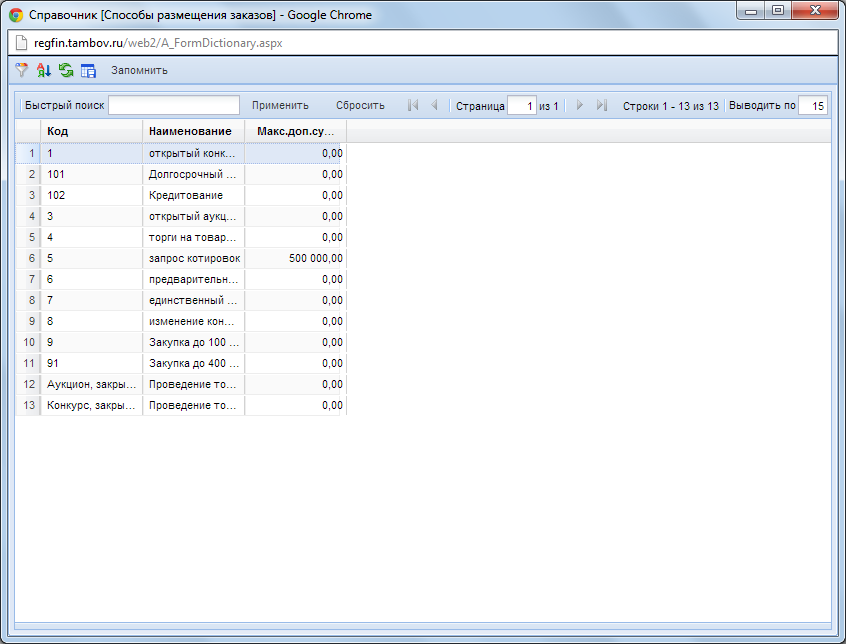 Справочник [Способы размещения заказов] - Google Chrome
regfin.tambov.ru/web2/A_FormDictionary.aspx
Запомнить
Быстрый поиск Применить Сбросить Страница 1 из 1 Строки 1 - 13 из 13 Выводить по 15
Код Наименование Макс.доп.су...
1 1 открытый конк... 0,00
2 101 Долгосрочный ... 0,00
3 102 Кредитование 0,00
4 3 открытый аукц... 0,00
5 4 торги на товар... 0,00
6 5 запрос котировок 500 000,00
7 6 предварительн... 0,00
8 7 единственный ... 0,00
9 8 изменение кон... 0,00
10 9 Закупка до 100 ... 0,00
11 91 Закупка до 400 ... 0,00
12 Аукцион, закры... Проведение то... 0,00
13 Конкурс, закры... Проведение то... 0,00